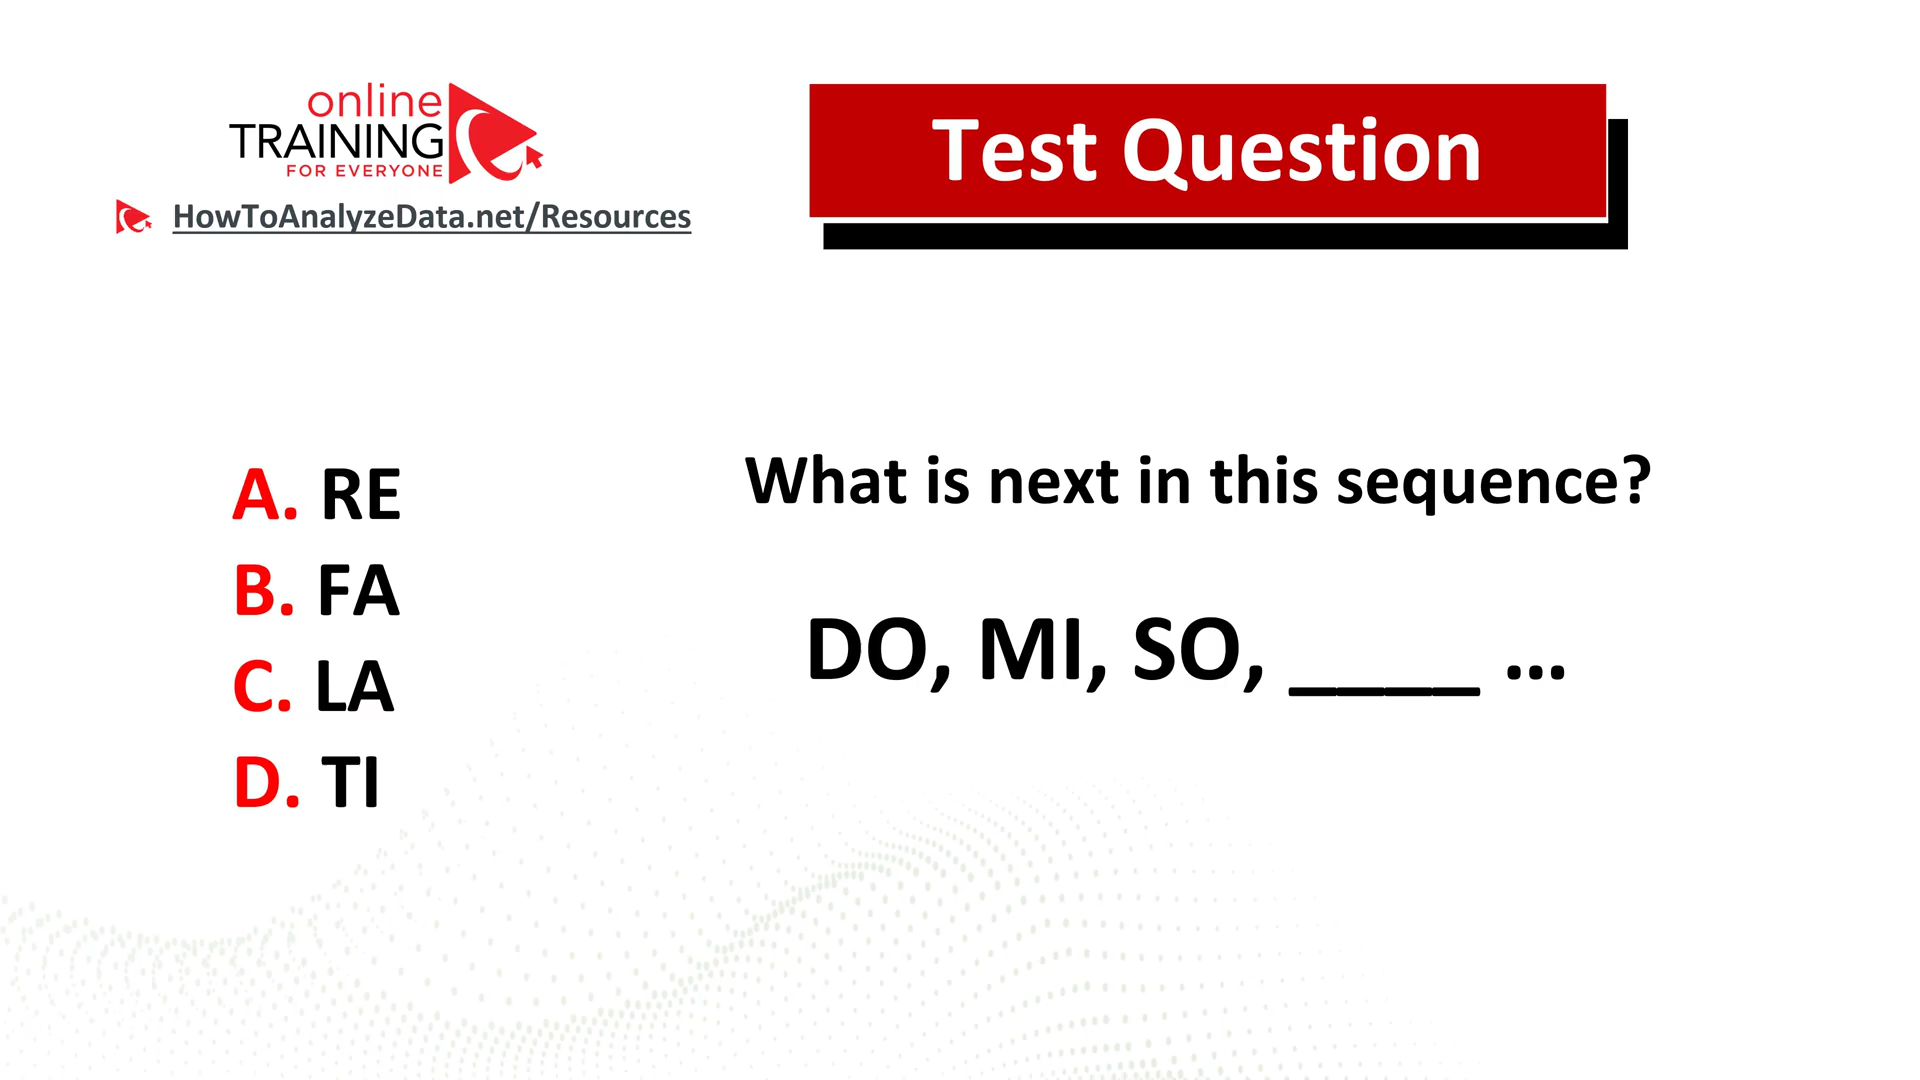 online
TRAINING
FOR EVERYONE
HowToAnalyzeData.net/Resources
Test Question
A. RE
B. FA
C. LA
D. TI
What is next in this sequence?
DO, MI, SO, ____ ...